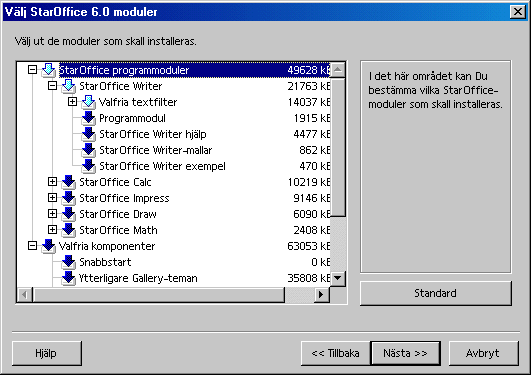 Välj StarOffice 6.0 moduler
Välj ut de moduler som skall installeras.
StarOffice programmoduler 49628 kB
StarOffice Writer 21763 kB
Valfria textfilter 14037 kB
Programmodul 1915 kB
StarOffice Writer hjälp 4477 kB
StarOffice Writer-mallar 862 kB
StarOffice Writer exempel 470 kB
StarOffice Calc 10219 kB
StarOffice Impress 9146 kB
StarOffice Draw 6090 kB
StarOffice Math 2408 kB
Valfria komponenter 63053 kB
Snabbstart 0 kB
Ytterligare Gallery-teman 35808 kB
I det här området kan Du
bestämma vilka StarOffice-
moduler som skall installeras.
Standard
Hjälp
<< Tillbaka
Nästa >>
Avbryt